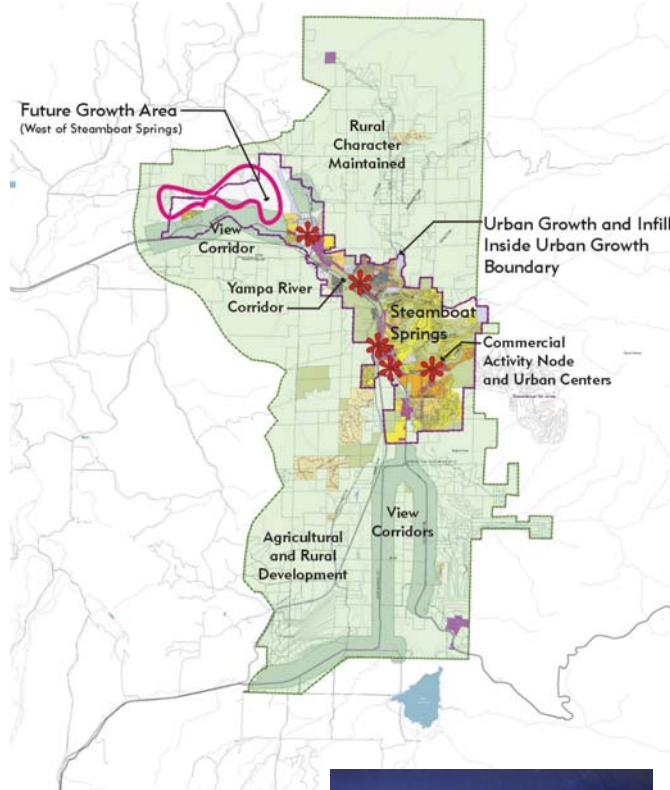 Future Growth Area
(West of Steamboat Springs)
Rural
Character
Maintained
View
Corridor
Urban Growth and Infill
Inside Urban Growth
Boundary
Yampa River
Corridor
Steamboat
Springs
Commercial
Activity Node
and Urban Centers
View
Corridors
Agricultural
and Rural
Development